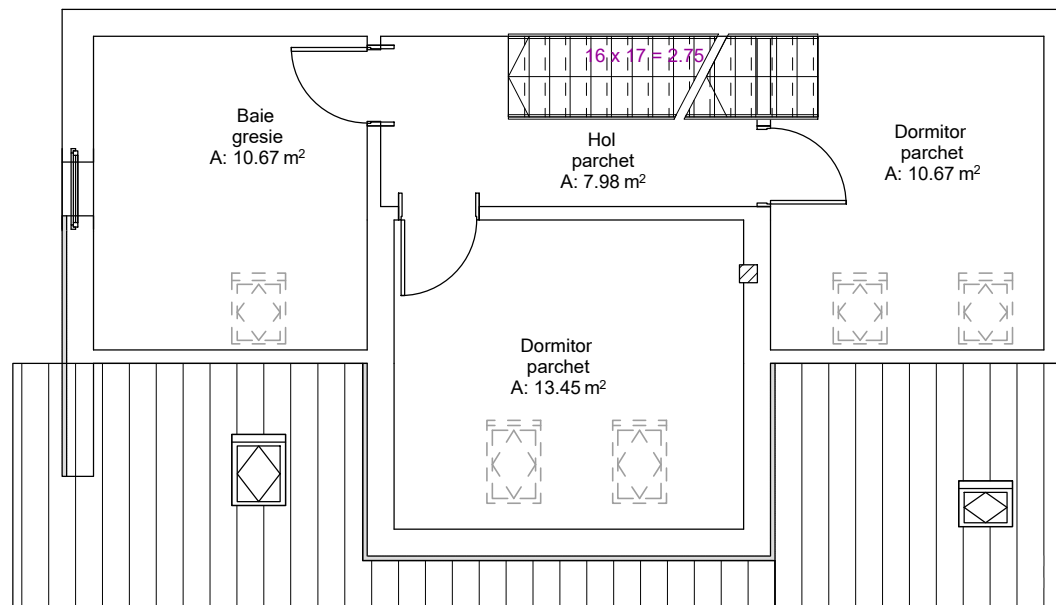 16 x 17 = 2.75
Baie
gresie
A: 10.67 m²
Hol
parchet
A: 7.98 m²
Dormitor
parchet
A: 10.67 m²
Dormitor
parchet
A: 13.45 m²